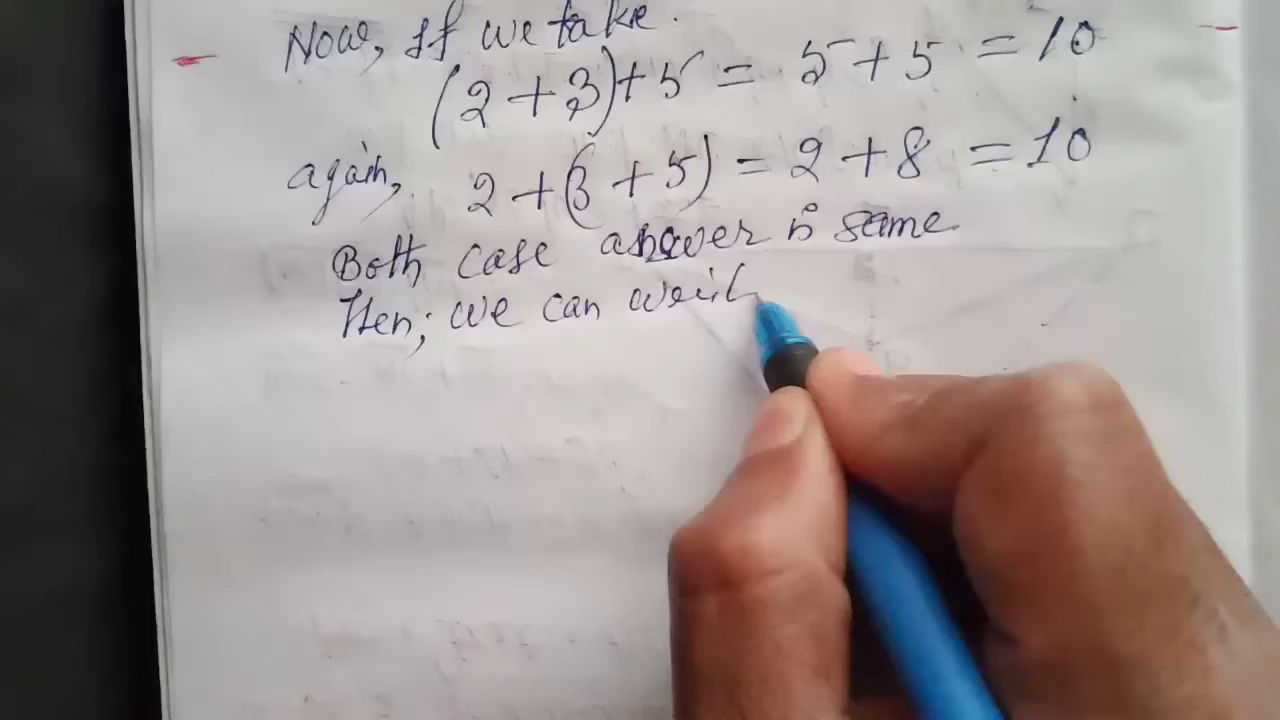 Now, If we take.
(2+3)+5 = 5+5 = 10
again, 2+(3+5) = 2+8 = 10
Both case answer is same
Then; we can